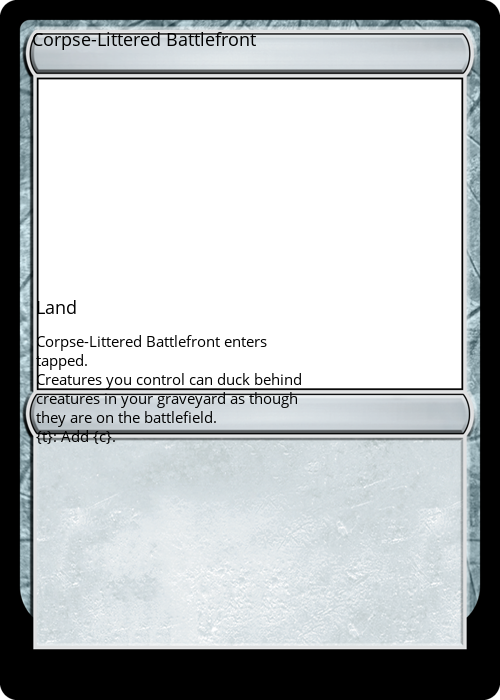 Corpse-Littered Battlefront
Land
Corpse-Littered Battlefront enters
tapped.
Creatures you control can duck behind
creatures in your graveyard as though
they are on the battlefield.
{t}: Add {c}.